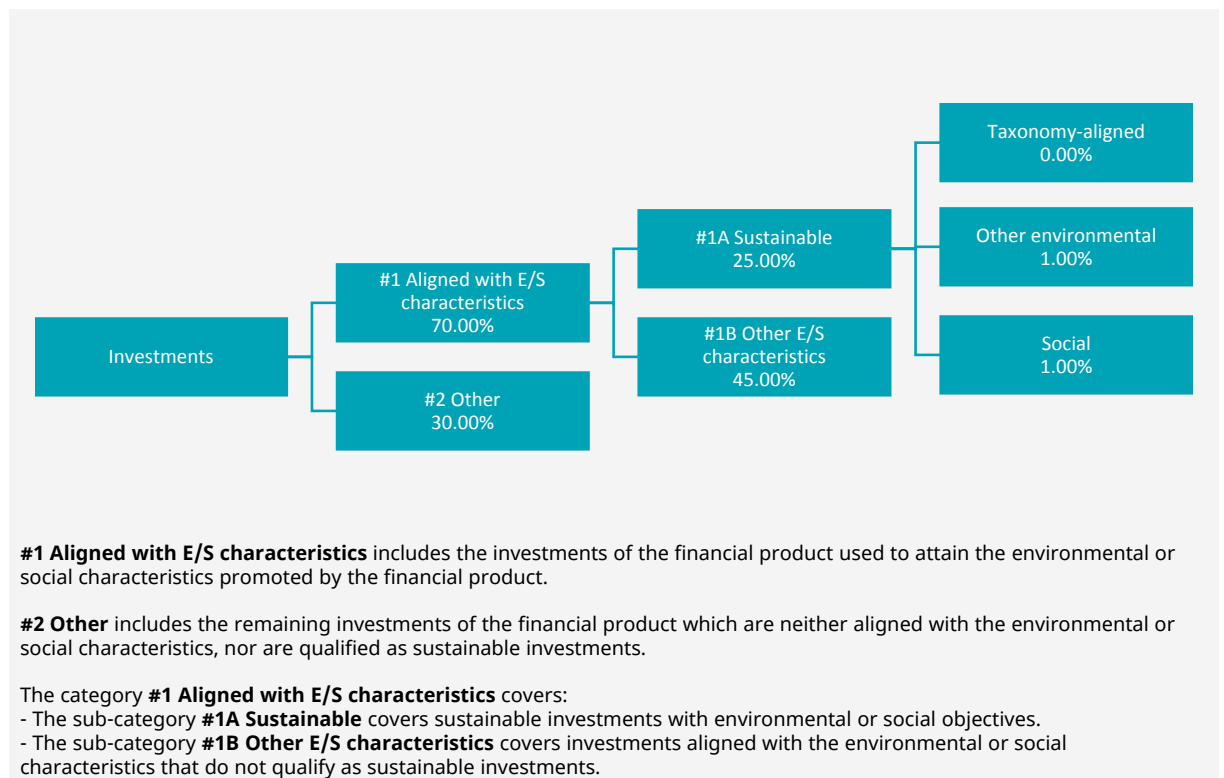 Investments
#1 Aligned with E/S
characteristics
70.00%
#2 Other
30.00%
#1A Sustainable
25.00%
#1B Other E/S
characteristics
45.00%
Taxonomy-aligned
0.00%
Other environmental
1.00%
Social
1.00%
#1 Aligned with E/S characteristics includes the investments of the financial product used to attain the environmental or
social characteristics promoted by the financial product.
#2 Other includes the remaining investments of the financial product which are neither aligned with the environmental or
social characteristics, nor are qualified as sustainable investments.
The category #1 Aligned with E/S characteristics covers:
- The sub-category #1A Sustainable covers sustainable investments with environmental or social objectives.
- The sub-category #1B Other E/S characteristics covers investments aligned with the environmental or social
characteristics that do not qualify as sustainable investments.